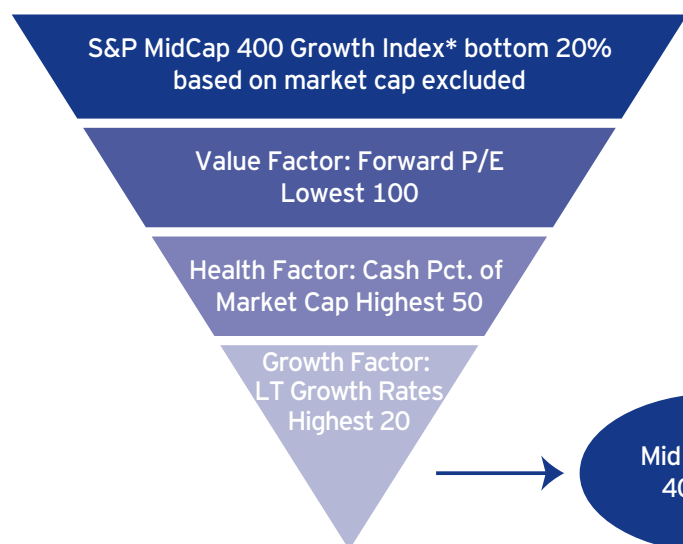 S&P MidCap 400 Growth Index* bottom 20%
based on market cap excluded
Value Factor: Forward P/E
Lowest 100
Health Factor: Cash Pct. of
Market Cap Highest 50
Growth Factor:
LT Growth Rates
Highest 20
Mid
40